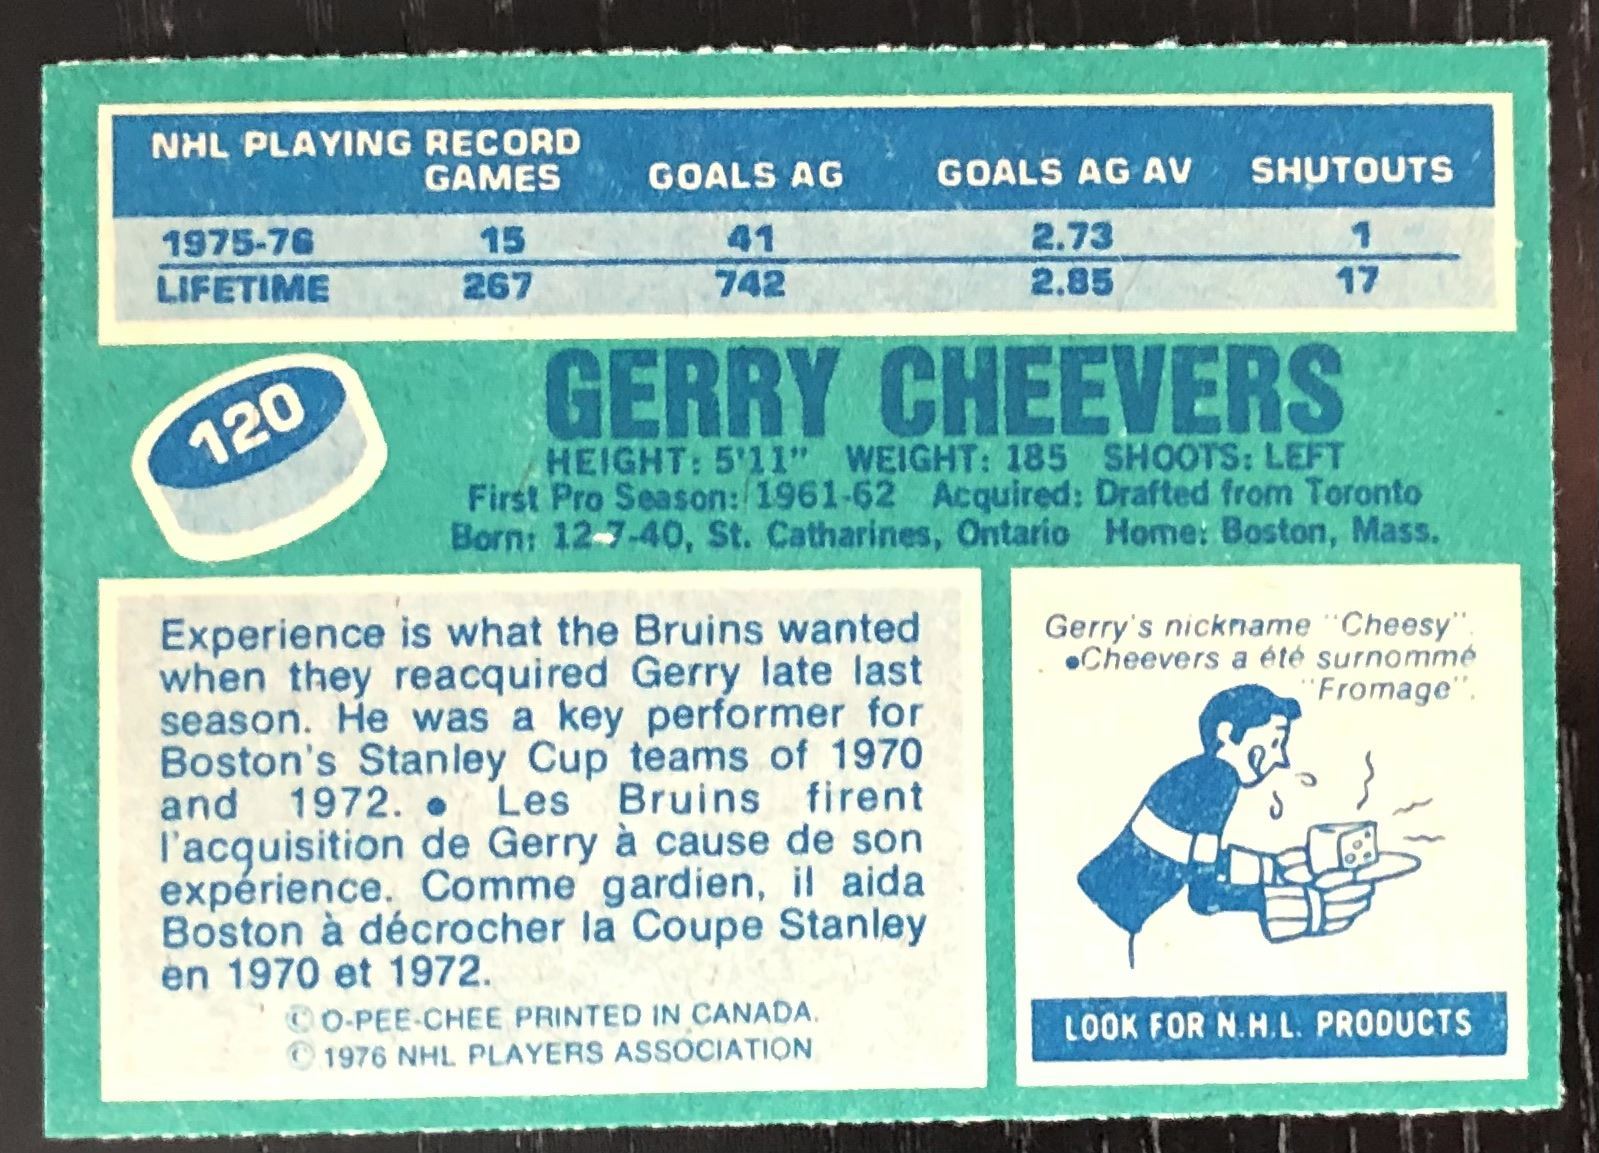 NHL PLAYING RECORD
GAMES GOALS AG GOALS AG AV SHUTOUTS
1975-76 15 41 2.73 1
LIFETIME 267 742 2.85 17
120
GERRY CHEEVERS
HEIGHT: 5'11" WEIGHT: 185 SHOOTS: LEFT
First Pro Season: 1961-62 Acquired: Drafted from Toronto
Born: 12-7-40, St. Catharines, Ontario Home: Boston, Mass.
Experience is what the Bruins wanted
when they reacquired Gerry late last
season. He was a key performer for
Boston's Stanley Cup teams of 1970
and 1972. • Les Bruins firent
l'acquisition de Gerry à cause de son
expérience. Comme gardien, il aida
Boston à décrocher la Coupe Stanley
en 1970 et 1972.
© O-PEE-CHEE PRINTED IN CANADA.
© 1976 NHL PLAYERS ASSOCIATION
Gerry's nickname "Cheesy".
•Cheevers a été surnommé
"Fromage".
LOOK FOR N.H.L. PRODUCTS